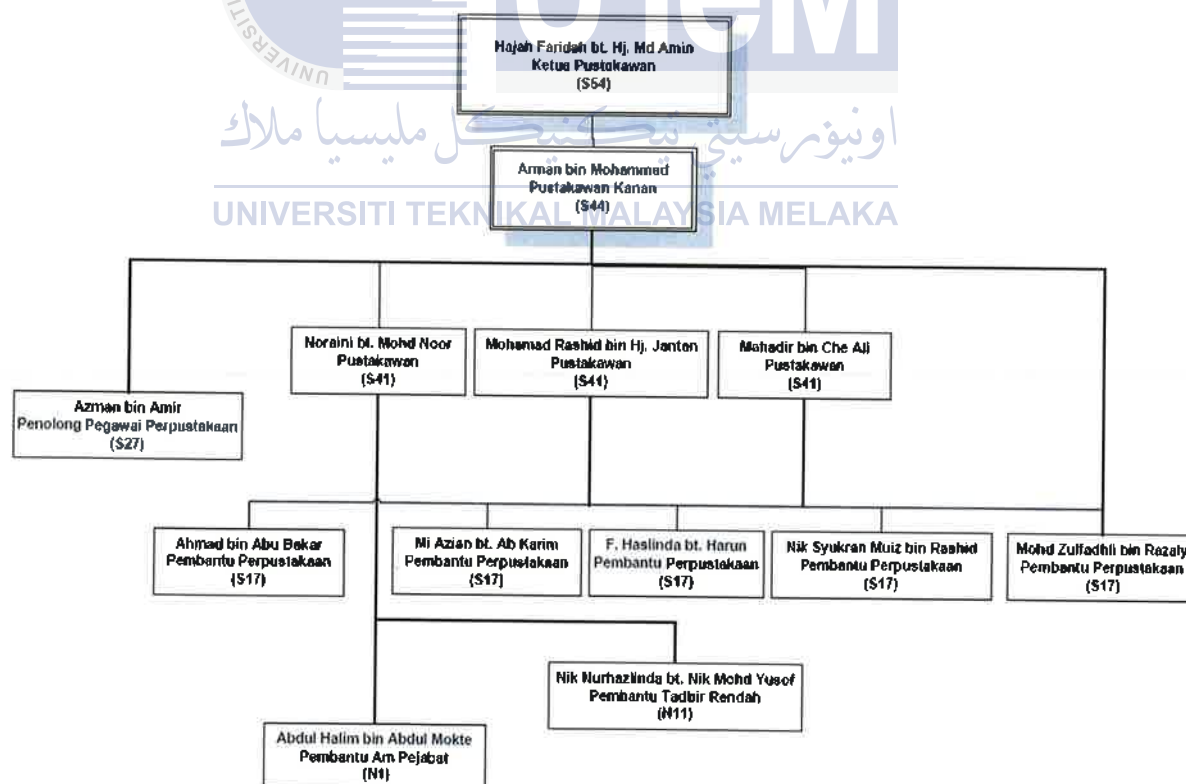 UTeM
UNIVERSITI
Hajah Faridah bt. Hj. Md Amin
Ketua Pustakawan
(S54)
اونيۏرسيتي تيكنيكل مليسيا ملاك
Arman bin Mohammed
Pustakawan Kanan
(S44)
UNIVERSITI TEKNIKAL MALAYSIA MELAKA
Noraini bt. Mohd Noor
Pustakawan
(S41)
Mohamad Rashid bin Hj. Jantan
Pustakawan
(S41)
Mahadir bin Che Ali
Pustakawan
(S41)
Azman bin Amir
Penolong Pegawai Perpustakaan
(S27)
Ahmad bin Abu Bakar
Pembantu Perpustakaan
(S17)
Mi Azian bt. Ab Karim
Pembantu Perpustakaan
(S17)
F. Haslinda bt. Harun
Pembantu Perpustakaan
(S17)
Nik Syukran Muiz bin Rashid
Pembantu Perpustakaan
(S17)
Mohd Zulfadhli bin Razaly
Pembantu Perpustakaan
(S17)
Nik Nurhazlinda bt. Nik Mohd Yusof
Pembantu Tadbir Rendah
(N11)
Abdul Halim bin Abdul Mokte
Pembantu Am Pejabat
(N1)